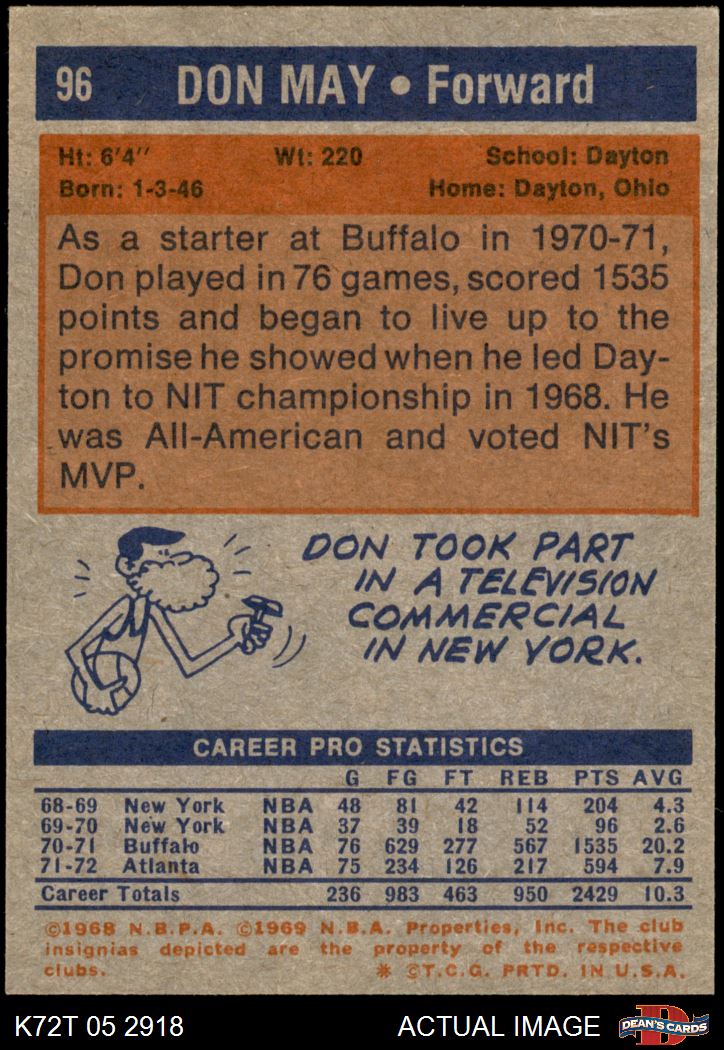 96 DON MAY • Forward
Ht: 6'4'' Wt: 220 School: Dayton
Born: 1-3-46 Home: Dayton, Ohio
As a starter at Buffalo in 1970-71,
Don played in 76 games, scored 1535
points and began to live up to the
promise he showed when he led Day-
ton to NIT championship in 1968. He
was All-American and voted NIT's
MVP.
DON TOOK PART
IN A TELEVISION
COMMERCIAL
IN NEW YORK.
CAREER PRO STATISTICS
G FG FT REB PTS AVG
68-69 New York NBA 48 81 42 114 204 4.3
69-70 New York NBA 37 39 18 52 96 2.6
70-71 Buffalo NBA 76 629 277 567 1535 20.2
71-72 Atlanta NBA 75 234 126 217 594 7.9
Career Totals 236 983 463 950 2429 10.3
©1968 N.B.P.A. ©1969 N.B.A. Properties, Inc. The club
insignias depicted are the property of the respective
clubs. * ©T.C.G. PRTD. IN U.S.A.
K72T 05 2918 ACTUAL IMAGE D DEAN'S CARDS